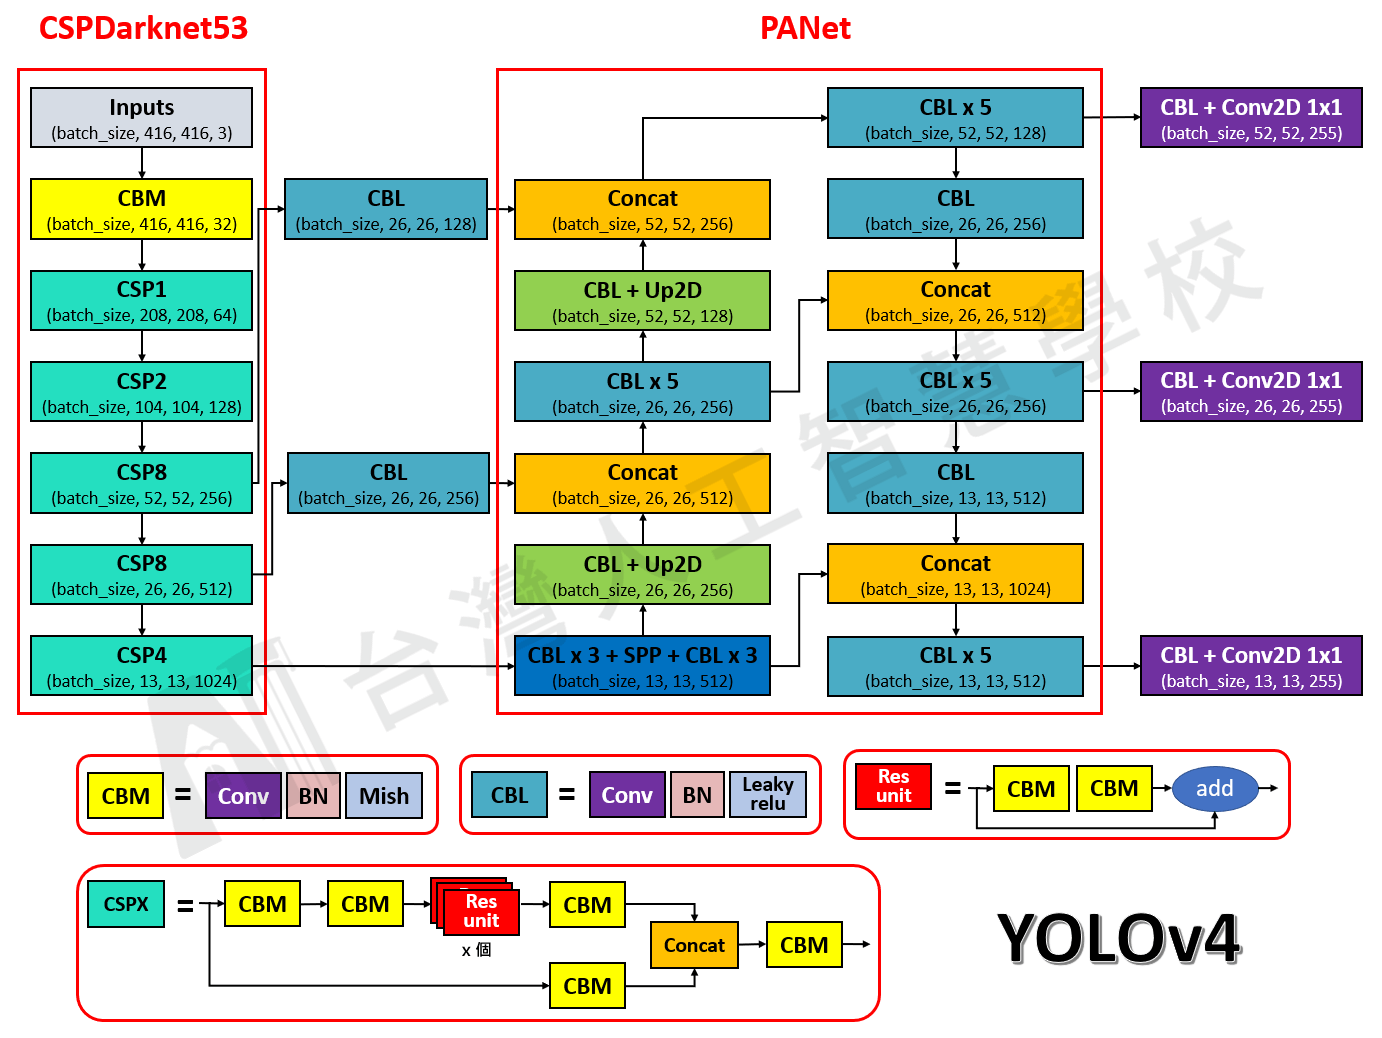 CSPDarknet53
PANet
Inputs
(batch_size, 416, 416, 3)
CBM
(batch_size, 416, 416, 32)
CSP1
(batch_size, 208, 208, 64)
CSP2
(batch_size, 104, 104, 128)
CSP8
(batch_size, 52, 52, 256)
CSP8
(batch_size, 26, 26, 512)
CSP4
(batch_size, 13, 13, 1024)
CBL
(batch_size, 26, 26, 128)
CBL
(batch_size, 26, 26, 256)
Concat
(batch_size, 52, 52, 256)
CBL + Up2D
(batch_size, 52, 52, 128)
CBL x 5
(batch_size, 26, 26, 256)
Concat
(batch_size, 26, 26, 512)
CBL + Up2D
(batch_size, 26, 26, 256)
CBL x 3 + SPP + CBL x 3
(batch_size, 13, 13, 512)
CBL x 5
(batch_size, 52, 52, 128)
CBL
(batch_size, 26, 26, 256)
Concat
(batch_size, 26, 26, 512)
CBL x 5
(batch_size, 26, 26, 256)
CBL
(batch_size, 13, 13, 512)
Concat
(batch_size, 13, 13, 1024)
CBL x 5
(batch_size, 13, 13, 512)
CBL + Conv2D 1x1
(batch_size, 52, 52, 255)
CBL + Conv2D 1x1
(batch_size, 26, 26, 255)
CBL + Conv2D 1x1
(batch_size, 13, 13, 255)
台灣人工智慧學校
CBM = Conv BN Mish
CBL = Conv BN Leaky
relu
Res
unit = CBM CBM add
CSPX = CBM CBM Res
unit
x 個
CBM
CBM
Concat CBM
YOLOv4